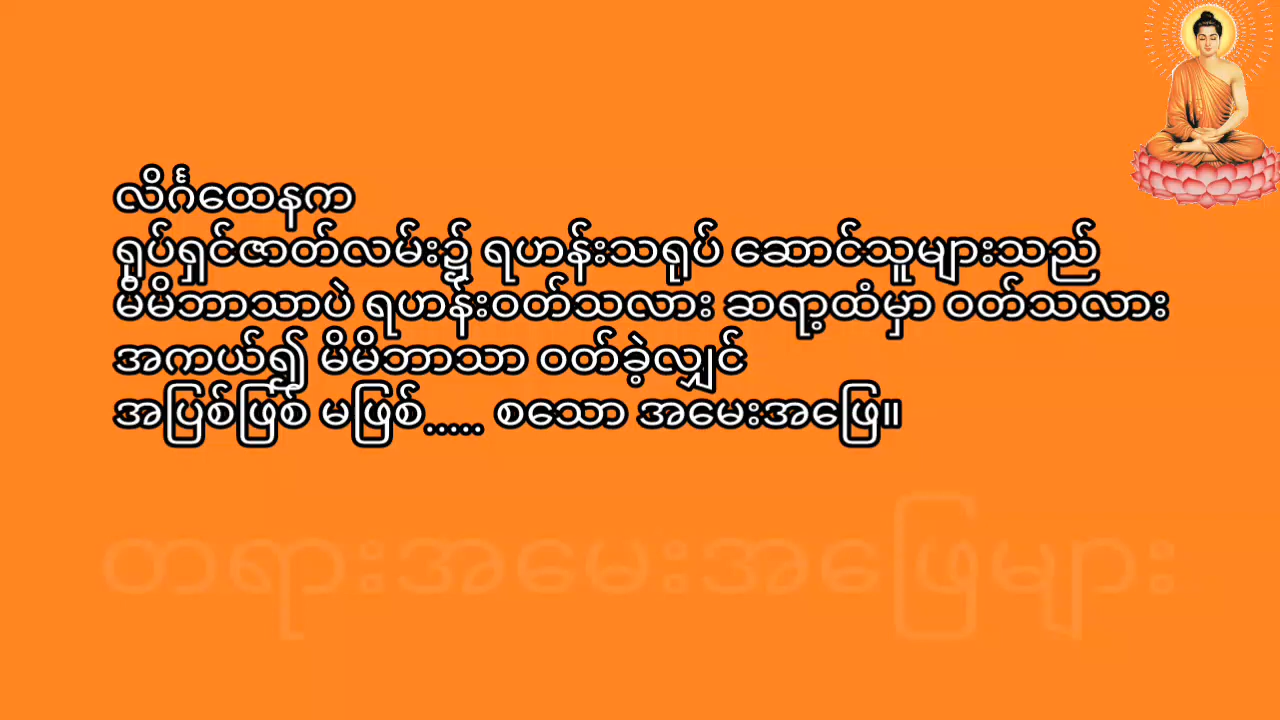 လိင်္ဂထေနက
ရုပ်ရှင်ဇာတ်လမ်း၌ ရဟန်းသရုပ် ဆောင်သူများသည်
မိမိဘာသာပဲ ရဟန်းဝတ်သလား ဆရာ့ထံမှာ ဝတ်သလား
အကယ်၍ မိမိဘာသာ ဝတ်ခဲ့လျှင်
အပြစ်ဖြစ် မဖြစ်..... စသော အမေးအဖြေ။
တရားအမေးအဖြေများ